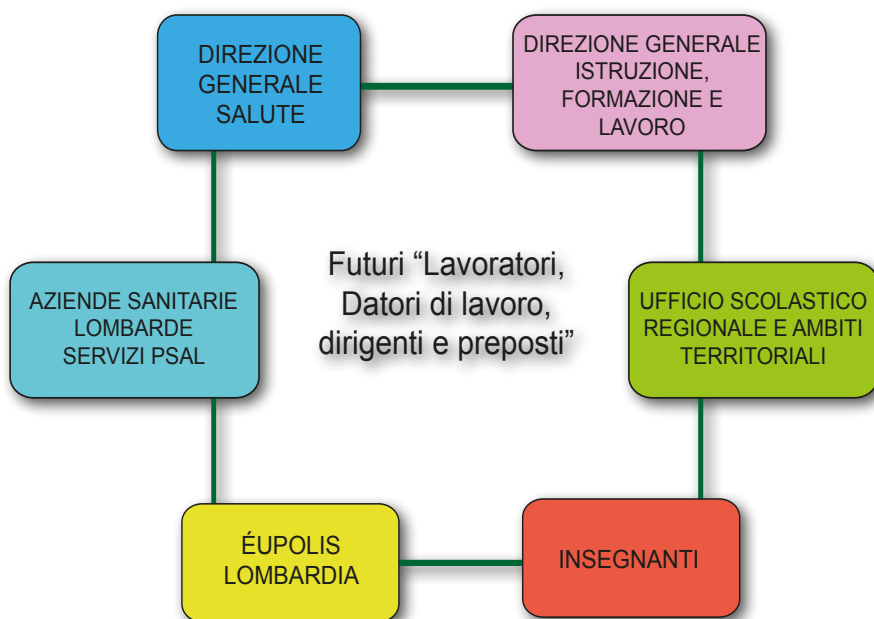 DIREZIONE
GENERALE
SALUTE
DIREZIONE GENERALE
ISTRUZIONE,
FORMAZIONE E
LAVORO
Futuri “Lavoratori,
Datori di lavoro,
dirigenti e preposti”
AZIENDE SANITARIE
LOMBARDE
SERVIZI PSAL
UFFICIO SCOLASTICO
REGIONALE E AMBITI
TERRITORIALI
ÉUPOLIS
LOMBARDIA
INSEGNANTI